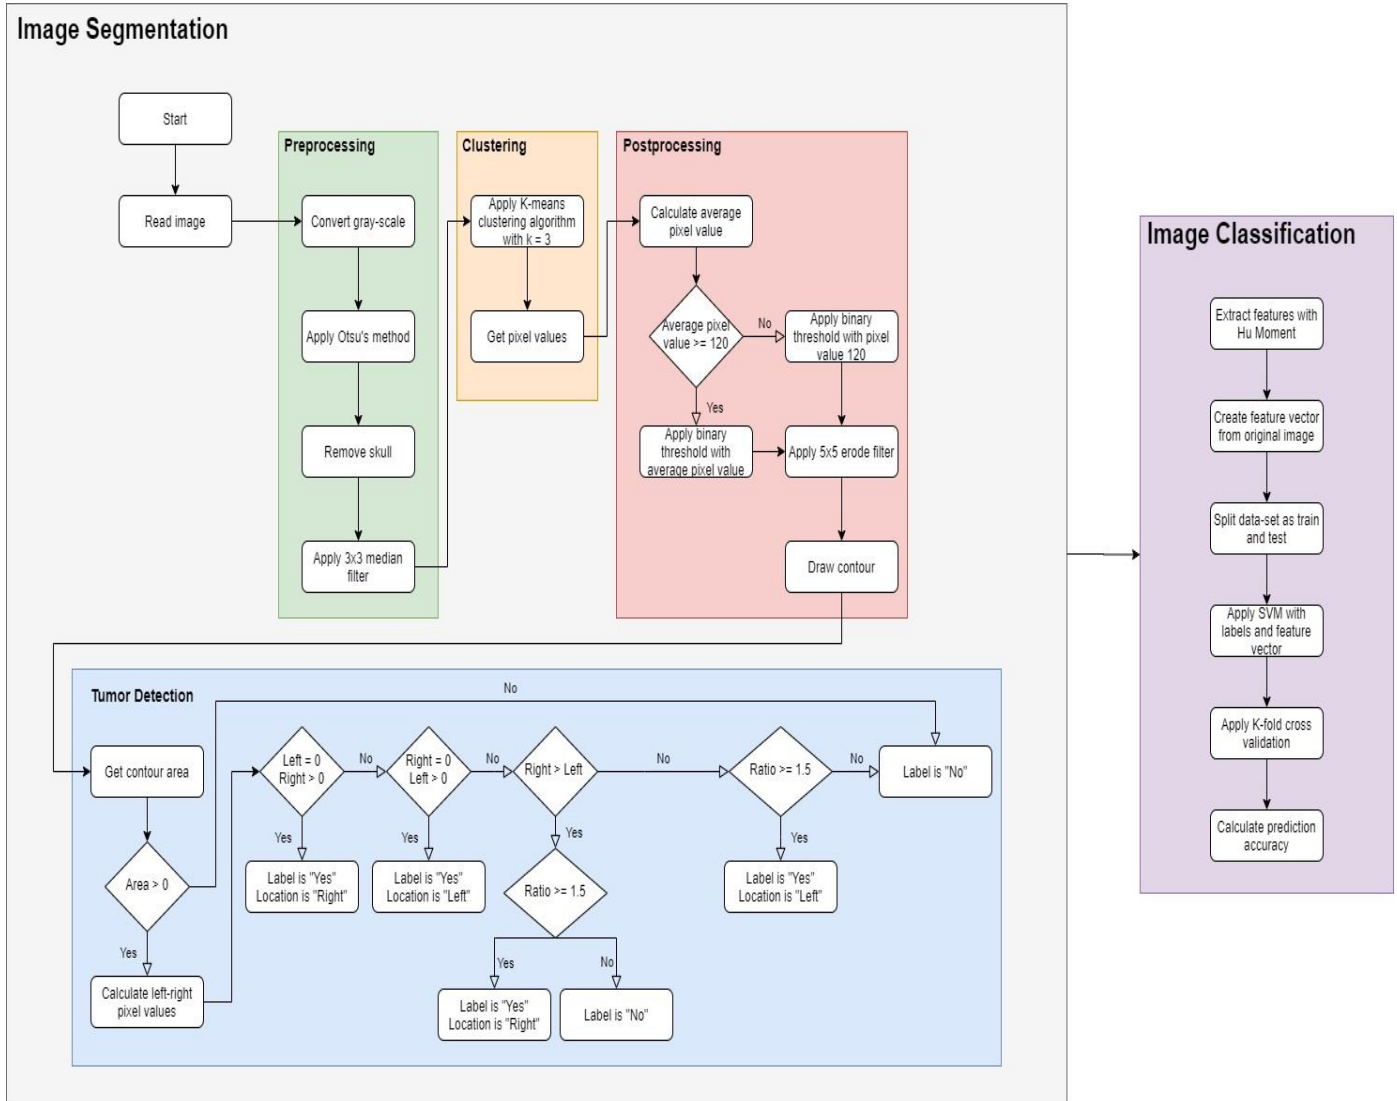 Image Segmentation
Start
Read image
Preprocessing
Convert gray-scale
Apply Otsu's method
Remove skull
Apply 3x3 median
filter
Clustering
Apply K-means
clustering algorithm
with k = 3
Get pixel values
Postprocessing
Calculate average
pixel value
Average pixel
value >= 120
No
Apply binary
threshold with pixel
value 120
Yes
Apply binary
threshold with
average pixel value
Apply 5x5 erode filter
Draw contour
Tumor Detection
No
Get contour area
Area > 0
Yes
Calculate left-right
pixel values
Left = 0
Right > 0
No
Yes
Label is "Yes"
Location is "Right"
Right = 0
Left > 0
No
Yes
Label is "Yes"
Location is "Left"
Right > Left
No
Yes
Ratio >= 1.5
Yes
No
Label is "Yes"
Location is "Right"
Label is "No"
Ratio >= 1.5
No
Yes
Label is "Yes"
Location is "Left"
Label is "No"
Image Classification
Extract features with
Hu Moment
Create feature vector
from original image
Split data-set as train
and test
Apply SVM with
labels and feature
vector
Apply K-fold cross
validation
Calculate prediction
accuracy